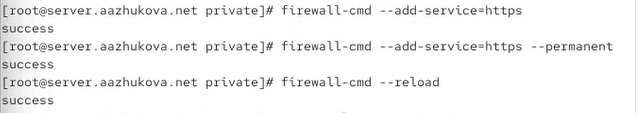 [root@server.aazhukova.net private]# firewall-cmd --add-service=https
success
[root@server.aazhukova.net private]# firewall-cmd --add-service=https --permanent
success
[root@server.aazhukova.net private]# firewall-cmd --reload
success